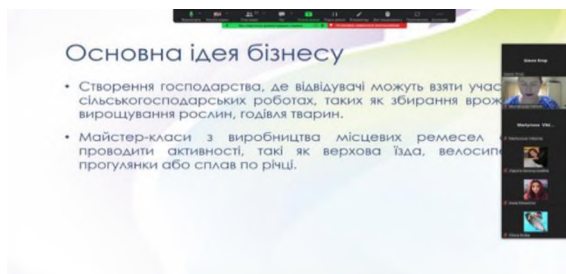 Основна ідея бізнесу
• Створення господарства, де відвідувачі можуть взяти учас
сільськогосподарських роботах, таких як збирання врож
вирощування рослин, годівля тварин.
• Майстер-класи з виробництва місцевих ремесел
проводити активності, такі як верхова їзда, велосипе
прогулянки або сплав по річці.